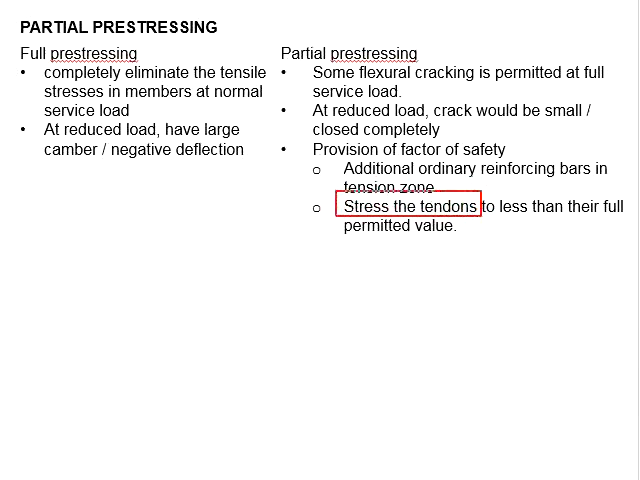 PARTIAL PRESTRESSING
Full prestressing
• completely eliminate the tensile
stresses in members at normal
service load
• At reduced load, have large
camber / negative deflection
Partial prestressing
• Some flexural cracking is permitted at full
service load.
• At reduced load, crack would be small /
closed completely
• Provision of factor of safety
o Additional ordinary reinforcing bars in
tension zone
o Stress the tendons to less than their full
permitted value.